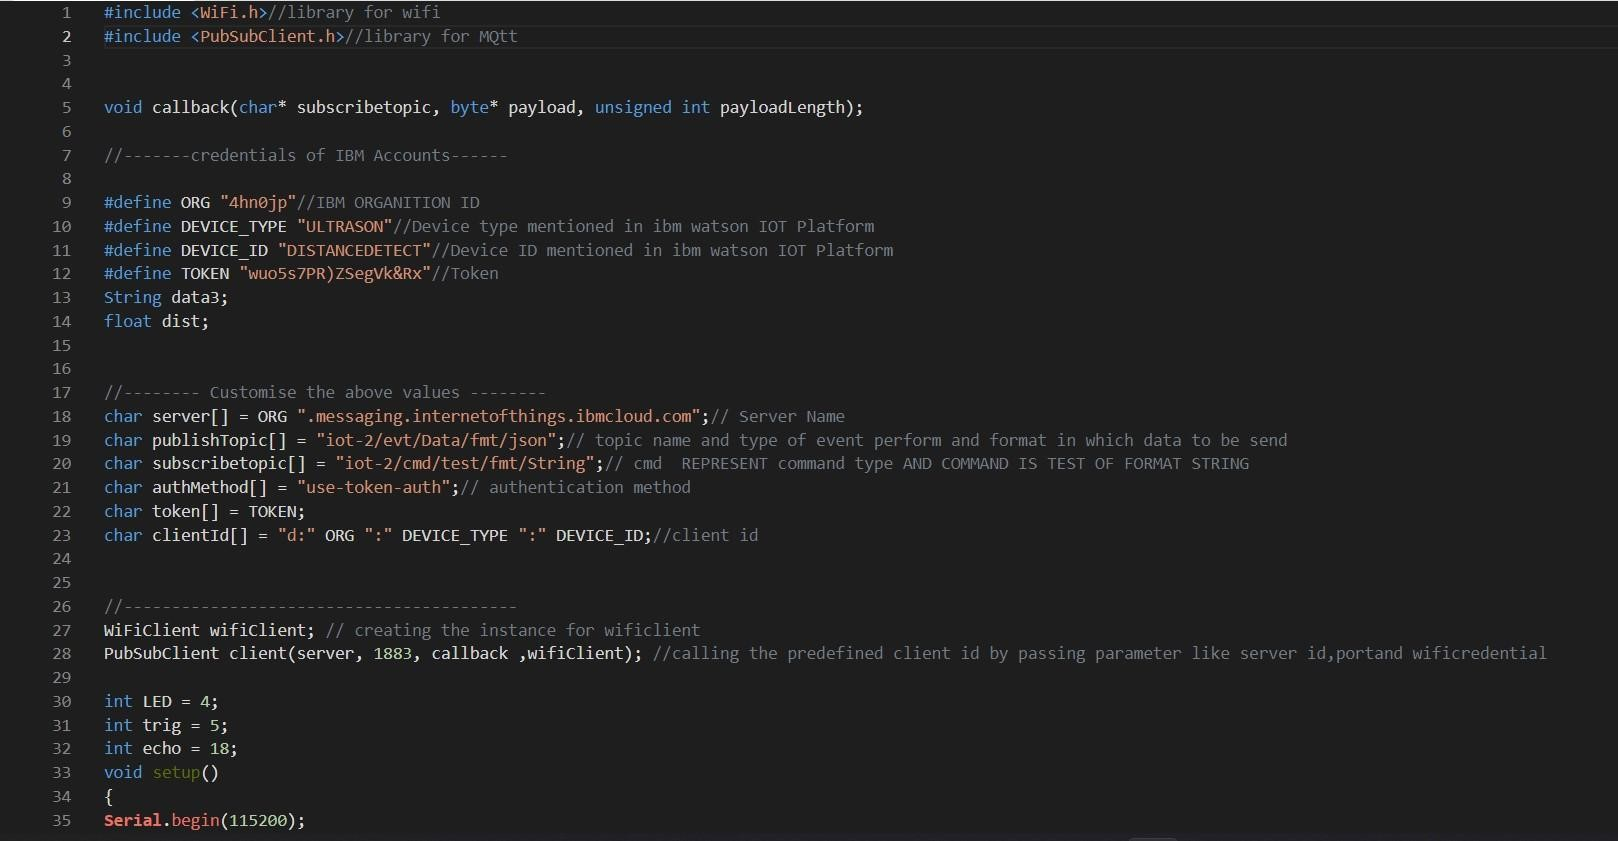 1 #include <WiFi.h>//library for wifi
2 #include <PubSubClient.h>//library for MQtt
3
4
5 void callback(char* subscribetopic, byte* payload, unsigned int payloadLength);
6
7 //-------credentials of IBM Accounts------
8
9 #define ORG "4hn0jp"//IBM ORGANITION ID
10 #define DEVICE_TYPE "ULTRASON"//Device type mentioned in ibm watson IOT Platform
11 #define DEVICE_ID "DISTANCEDETECT"//Device ID mentioned in ibm watson IOT Platform
12 #define TOKEN "wuo5s7PR)ZSegVk&Rx"//Token
13 String data3;
14 float dist;
15
16
17 //-------- Customise the above values --------
18 char server[] = ORG ".messaging.internetofthings.ibmcloud.com";// Server Name
19 char publishTopic[] = "iot-2/evt/Data/fmt/json";// topic name and type of event perform and format in which data to be send
20 char subscribetopic[] = "iot-2/cmd/test/fmt/String";// cmd  REPRESENT command type AND COMMAND IS TEST OF FORMAT STRING
21 char authMethod[] = "use-token-auth";// authentication method
22 char token[] = TOKEN;
23 char clientId[] = "d:" ORG ":" DEVICE_TYPE ":" DEVICE_ID;//client id
24
25
26 //-----------------------------------------
27 WiFiClient wifiClient; // creating the instance for wificlient
28 PubSubClient client(server, 1883, callback ,wifiClient); //calling the predefined client id by passing parameter like server id,portand wificredential
29
30 int LED = 4;
31 int trig = 5;
32 int echo = 18;
33 void setup()
34 {
35 Serial.begin(115200);